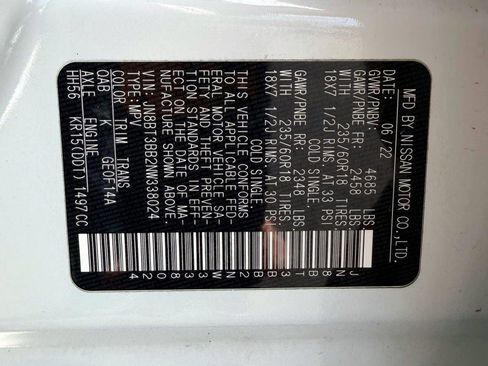 MFD BY NISSAN MOTOR CO.,LTD.
DATE: 06/22
GVWR/PNBV: 4685 LBS
GAWR/PNBE FR: 2458 LBS
WITH 235/60R18 TIRES,
18X7 1/2J RIMS, AT 33 PSI
COLD SINGLE.
GAWR/PNBE RR: 2348 LBS
WITH 235/60R18 TIRES,
18X7 1/2J RIMS, AT 30 PSI
COLD SINGLE.
THIS VEHICLE CONFORMS
TO ALL APPLICABLE FED-
ERAL MOTOR VEHICLE SA-
FETY AND THEFT PREVEN-
TION STANDARDS IN EFF
ECT ON THE DATE OF MA-
NUFACTURE SHOWN ABOVE.
VIN: JN8BT3BB2NW338024
TYPE: MPV
COLOR TRIM TRANS
QAB K GE0F14A
AXLE ENGINE
HH56 KR15(DDT) 1497CC
JN8BT3BB2NW338024